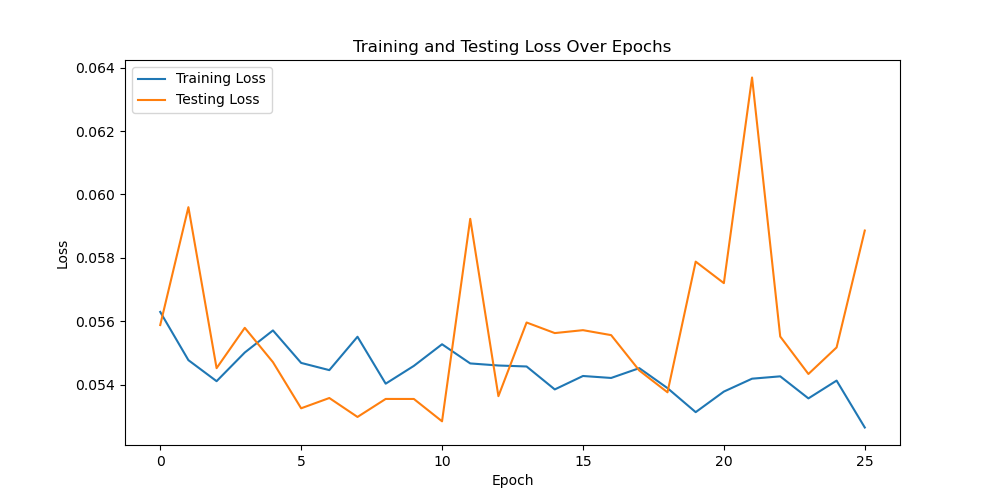 Training and Testing Loss Over Epochs
Training Loss
Testing Loss
0.064
0.062
0.060
0.058
0.056
0.054
Loss
0
5
10
15
20
25
Epoch